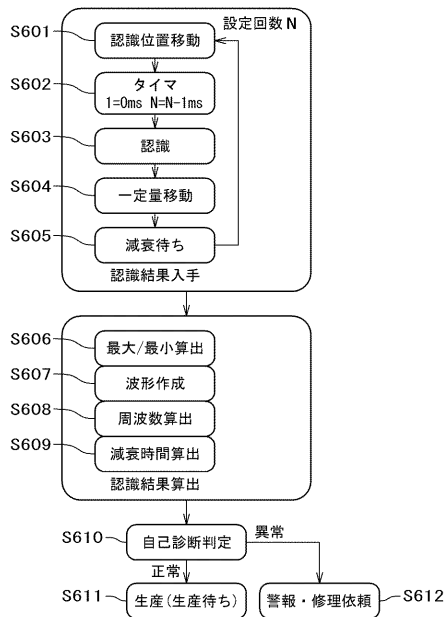 設定回数 N
S601
認識位置移動
S602
タイマ
1=0ms N=N-1ms
S603
認識
S604
一定量移動
S605
減衰待ち
認識結果入手
S606
最大/最小算出
S607
波形作成
S608
周波数算出
S609
減衰時間算出
認識結果算出
S610
自己診断判定
異常
正常
S611
生産(生産待ち)
警報・修理依頼
S612